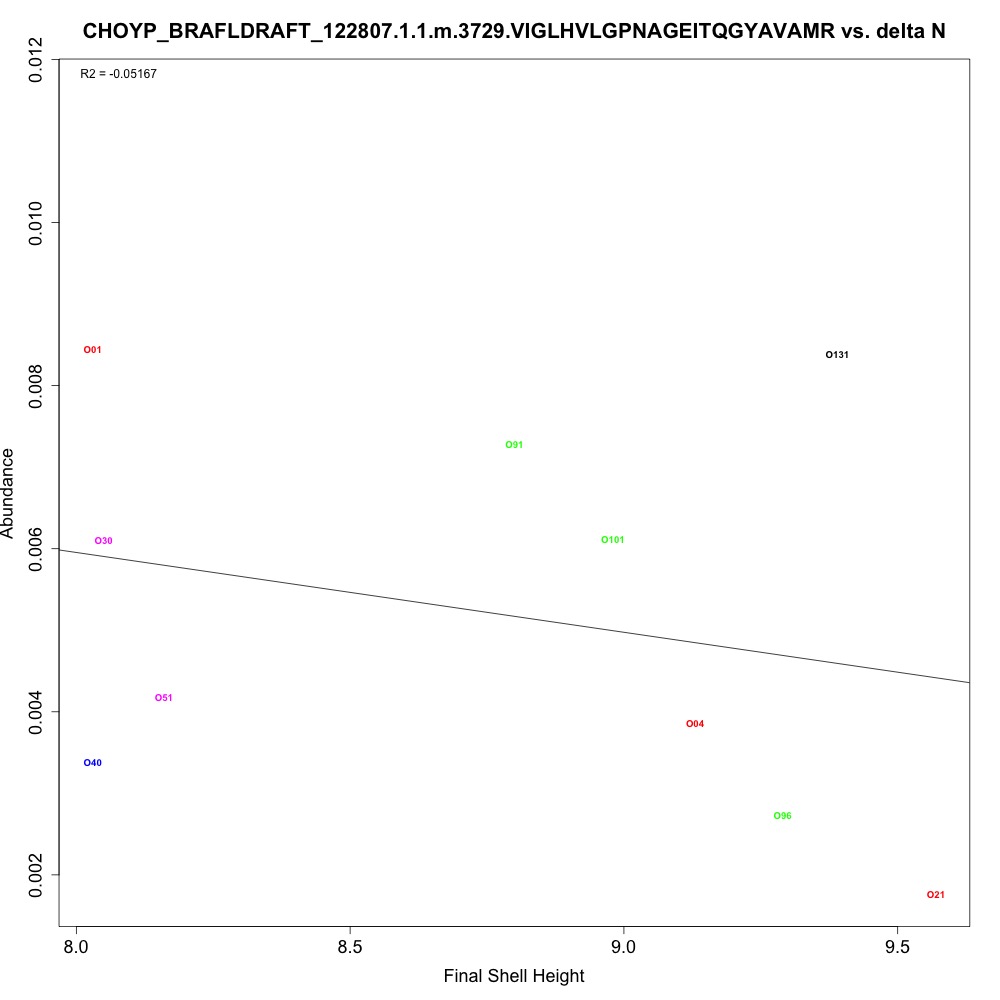 CHOYP_BRAFLDRAFT_122807.1.1.m.3729.VIGLHVLGPNAGEITQGYAVAMR vs. delta N
R2 = -0.05167
0.012
0.010
0.008
0.006
0.004
0.002
Abundance
O01
O131
O91
O30
O101
O51
O04
O40
O96
O21
8.0
8.5
9.0
9.5
Final Shell Height